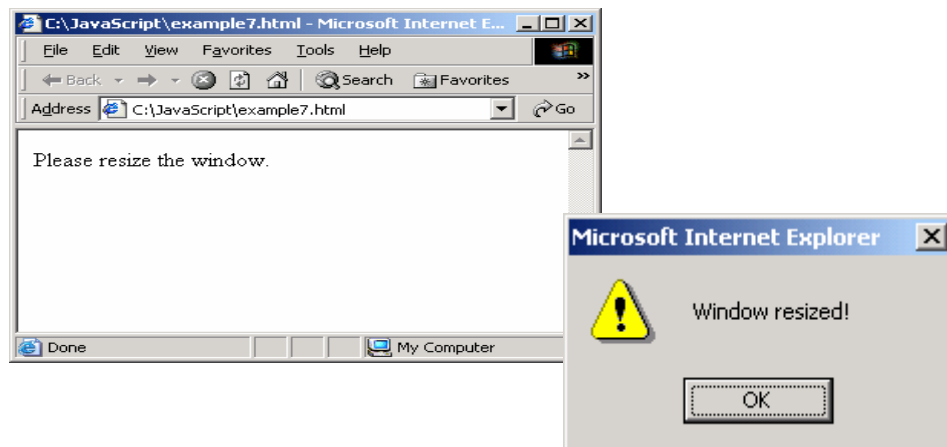 C:\JavaScript\example7.html - Microsoft Internet E...
File Edit View Favorites Tools Help
Back Search Favorites »
Address C:\JavaScript\example7.html Go
Please resize the window.
Done My Computer
Microsoft Internet Explorer
Window resized!
OK